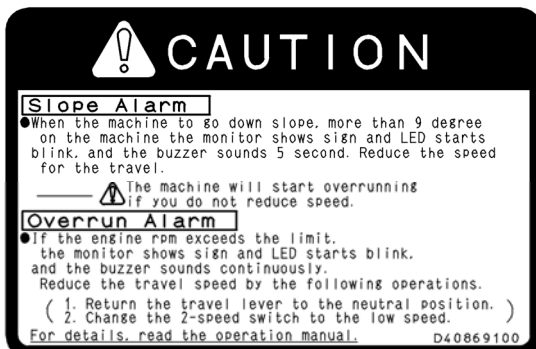 CAUTION
Slope Alarm
●When the machine to go down slope, more than 9 degree
on the machine the monitor shows sign and LED starts
blink, and the buzzer sounds 5 second. Reduce the speed
for the travel.
The machine will start overrunning
if you do not reduce speed.
Overrun Alarm
●If the engine rpm exceeds the limit,
the monitor shows sign and LED starts blink,
and the buzzer sounds continuously.
Reduce the travel speed by the following operations.
( 1. Return the travel lever to the neutral position. )
2. Change the 2-speed switch to the low speed.
For details, read the operation manual. D40869100